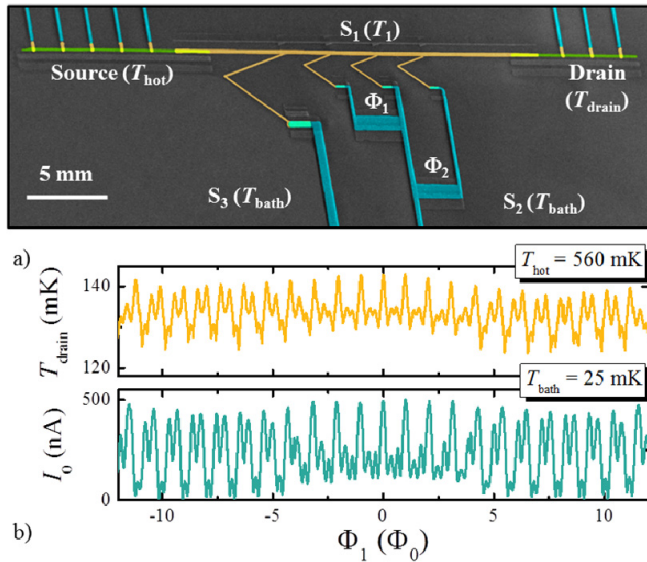 S₁ (T₁)
Source (T_hot)
Drain
(T_drain)
Φ₁
Φ₂
5 mm
S₃ (T_bath)
S₂ (T_bath)
a)
T_hot = 560 mK
140
120
T_drain (mK)
T_bath = 25 mK
500
0
I₀ (nA)
-10 -5 0 5 10
b)
Φ₁ (Φ₀)